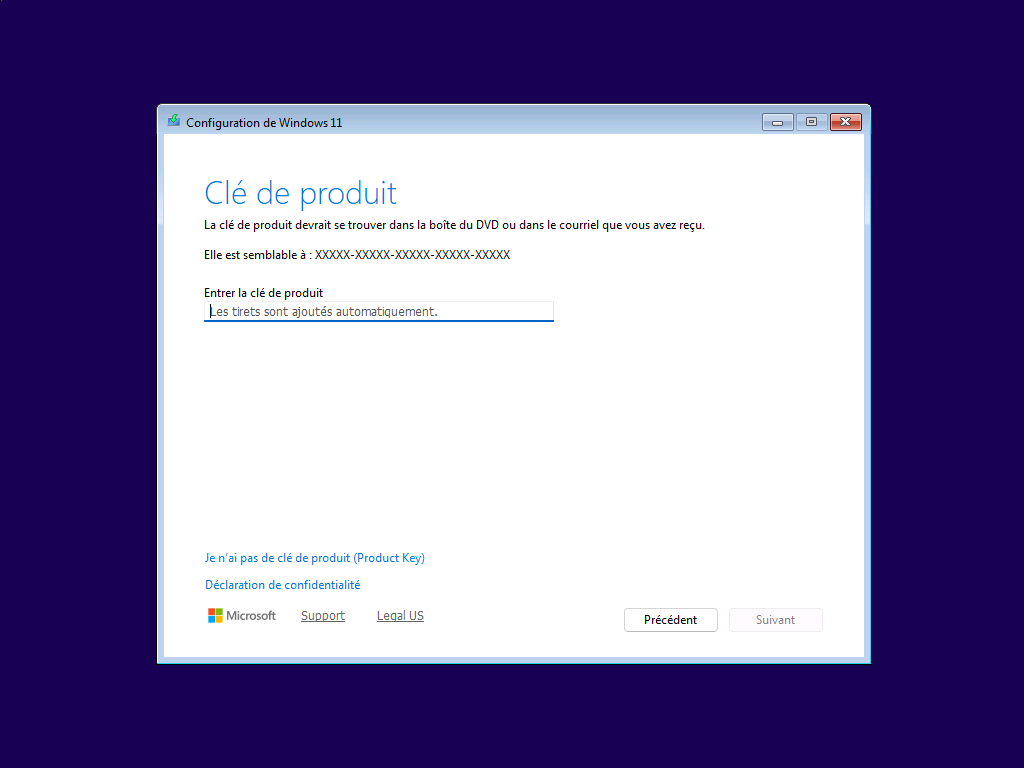 Configuration de Windows 11
Clé de produit
La clé de produit devrait se trouver dans la boîte du DVD ou dans le courriel que vous avez reçu.
Elle est semblable à : XXXXX-XXXXX-XXXXX-XXXXX-XXXXX
Entrer la clé de produit
Les tirets sont ajoutés automatiquement.
Je n'ai pas de clé de produit (Product Key)
Déclaration de confidentialité
Microsoft Support Legal US Précédent Suivant